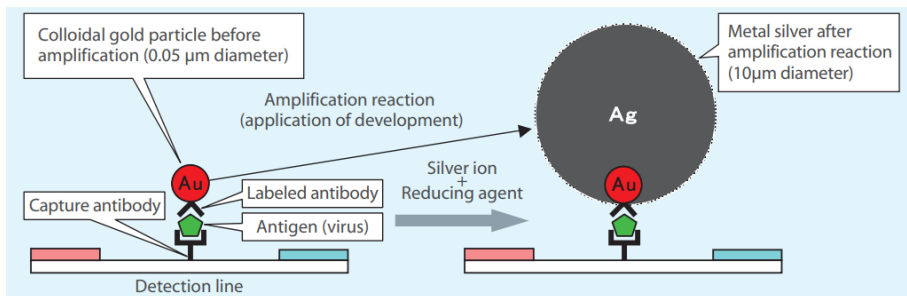 Colloidal gold particle before
amplification (0.05 µm diameter)
Metal silver after
amplification reaction
(10µm diameter)
Amplification reaction
(application of development)
Ag
Au
Labeled antibody
Capture antibody
Antigen (virus)
Silver ion
+
Reducing agent
Au
Detection line